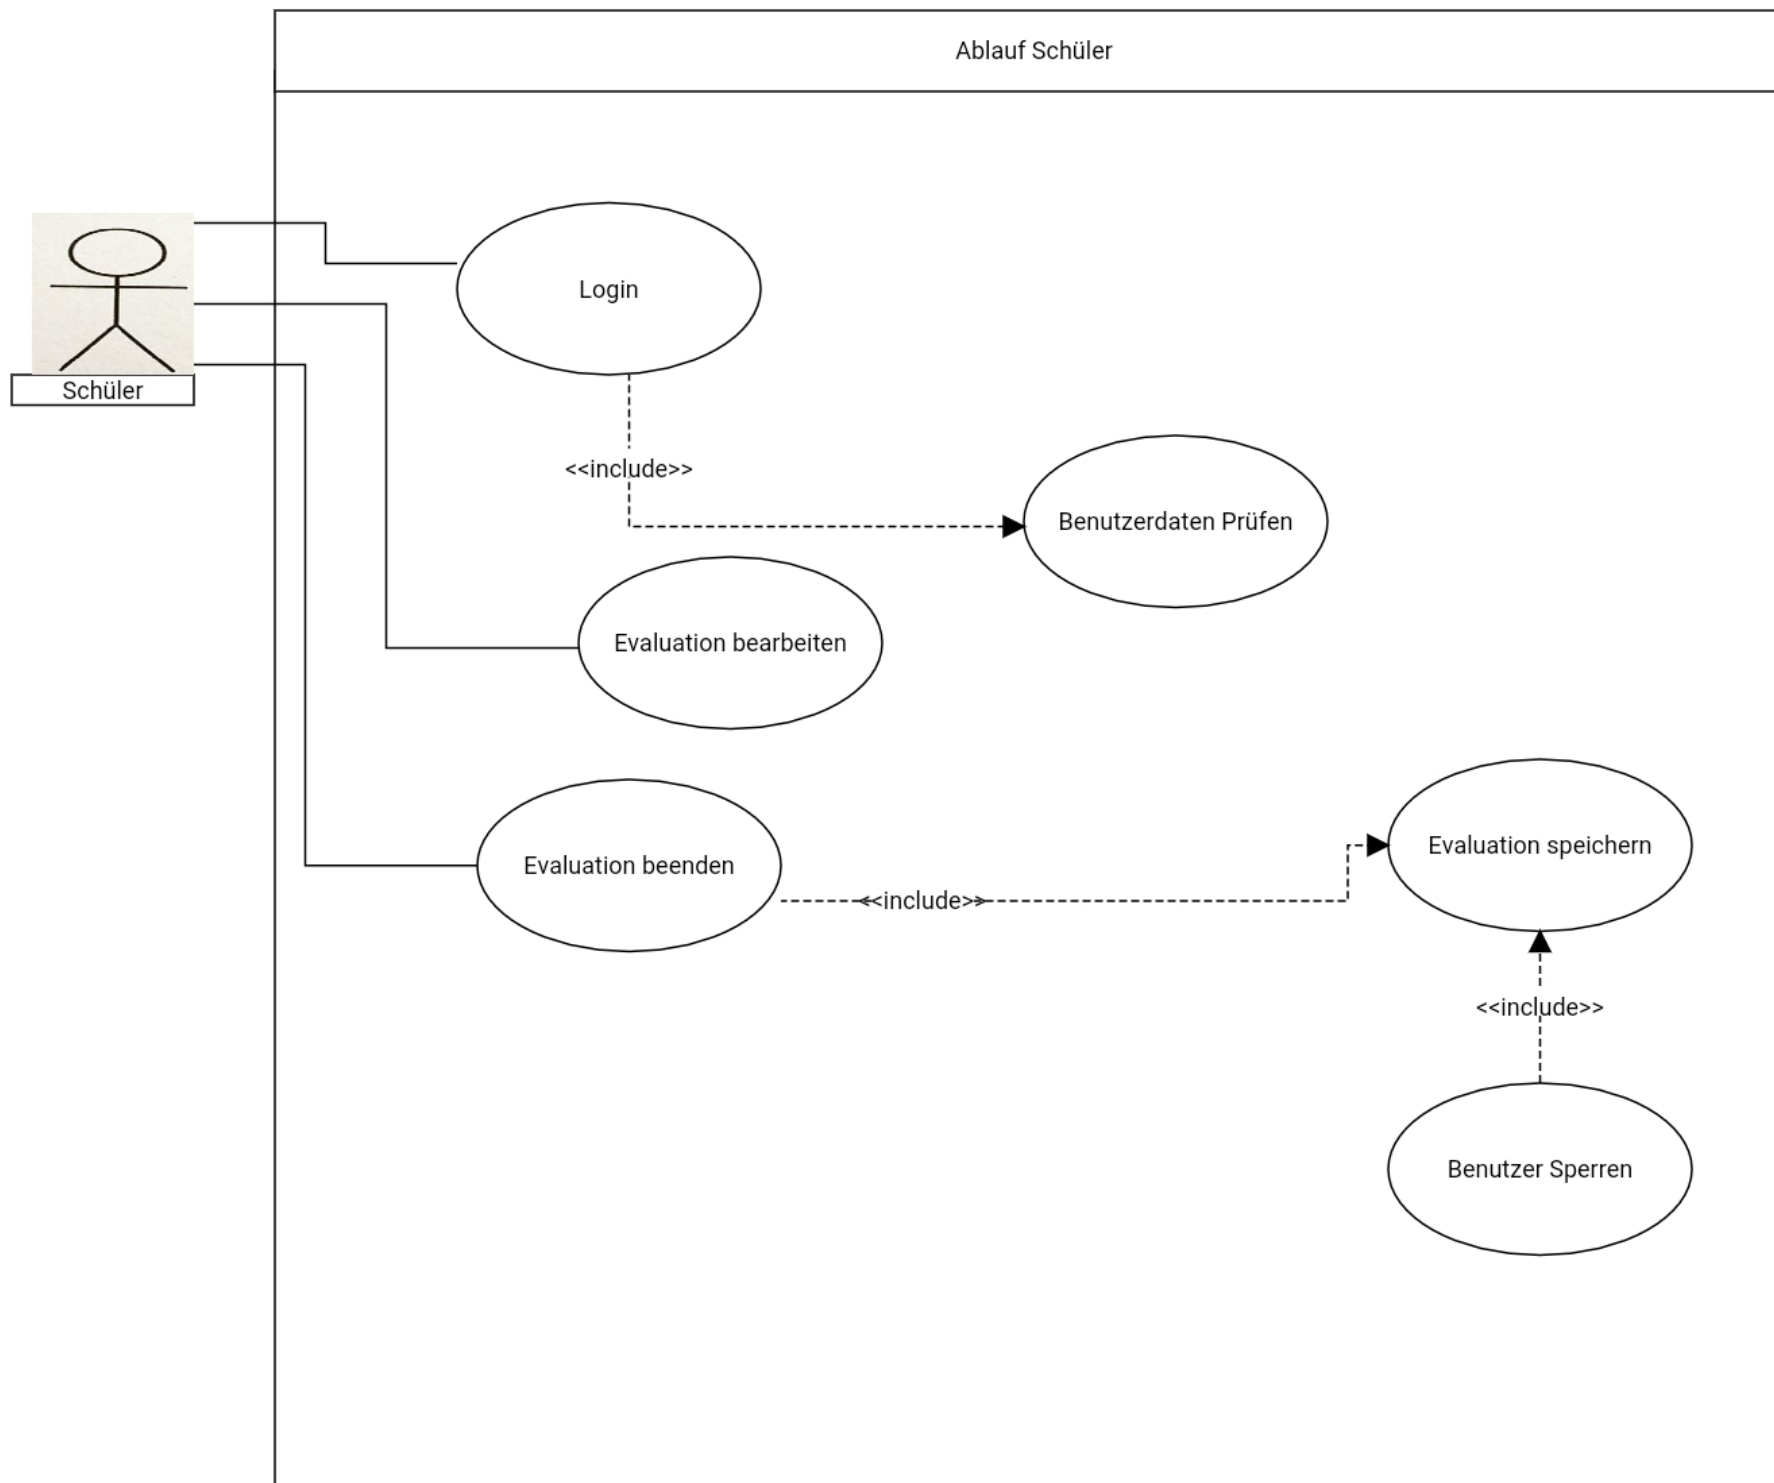 Ablauf Schüler
Login
Schüler
<<include>>
Benutzerdaten Prüfen
Evaluation bearbeiten
Evaluation speichern
Evaluation beenden
<<include>>
<<include>>
Benutzer Sperren